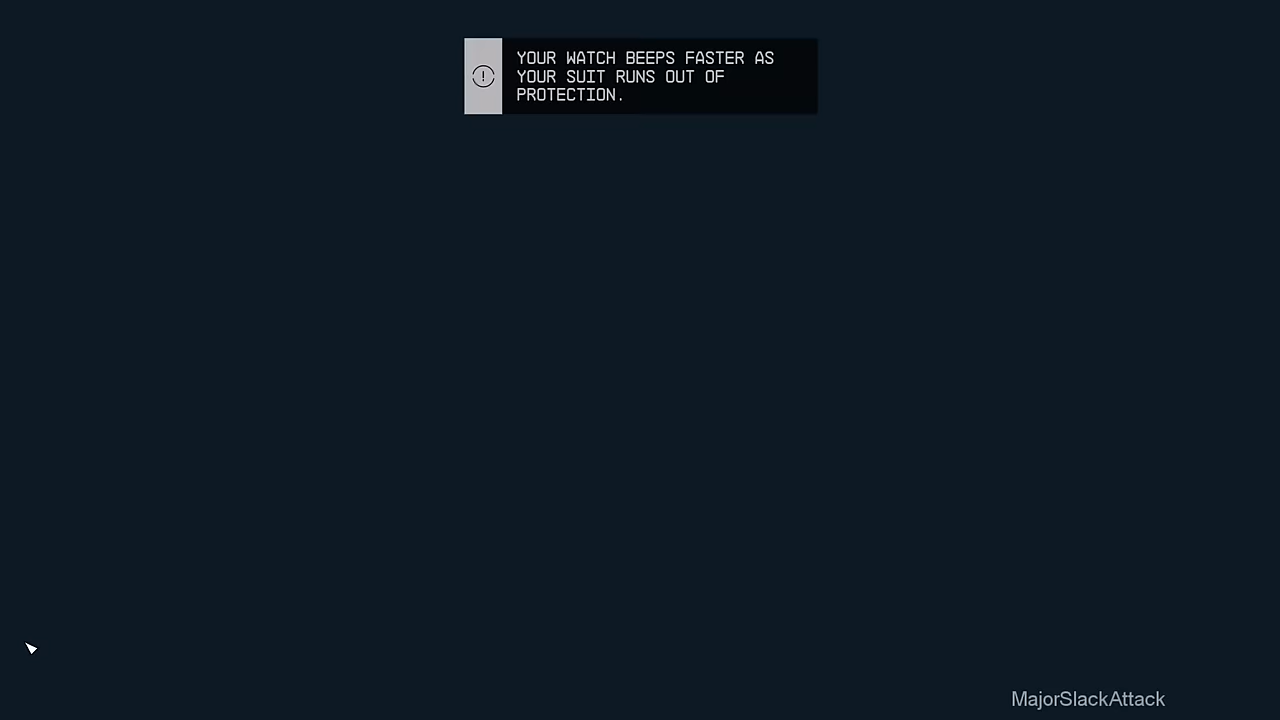 YOUR WATCH BEEPS FASTER AS
YOUR SUIT RUNS OUT OF
PROTECTION.
MajorSlackAttack